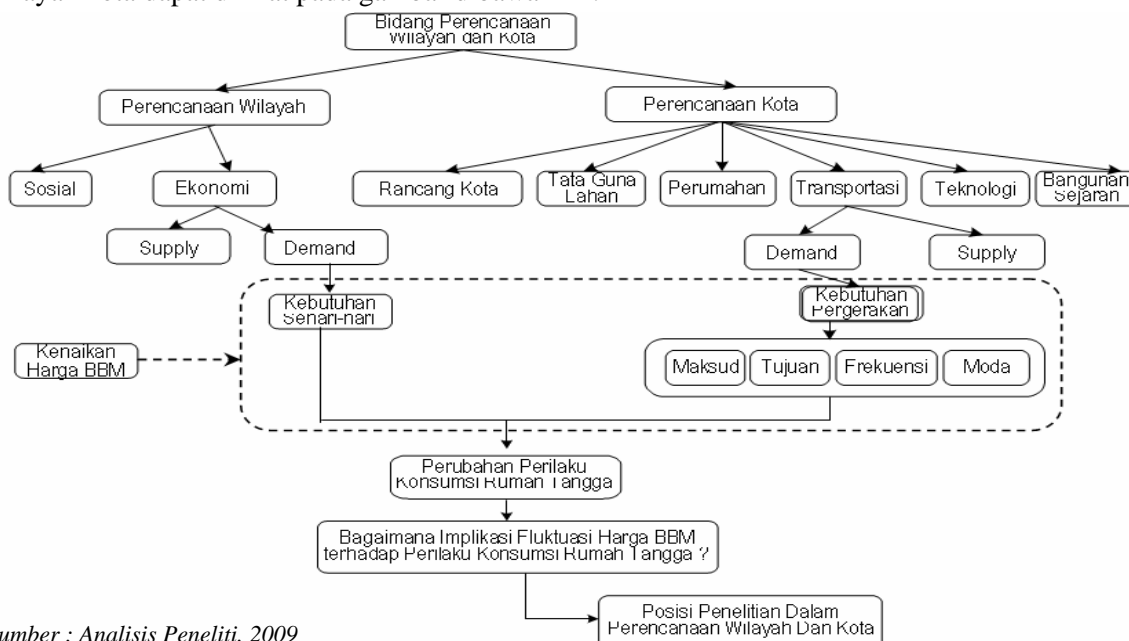 Bidang Perencanaan
Wilayah dan Kota
Perencanaan Wilayah
Perencanaan Kota
Sosial
Ekonomi
Rancang Kota
Tata Guna
Lahan
Perumahan
Transportasi
Teknologi
Bangunan
Sejaran
Supply
Demand
Demand
Supply
Kebutuhan
Sehari-hari
Kebutuhan
Pergerakan
Kenaikan
Harga BBM
Maksud
Tujuan
Frekuensi
Moda
Perubahan Perilaku
Konsumsi Rumah Tangga
Bagaimana Implikasi Fluktuasi Harga BBM
terhadap Perilaku Konsumsi Rumah Tangga ?
Posisi Penelitian Dalam
Perencanaan Wilayah Dan Kota
umber : Analisis Peneliti, 2009